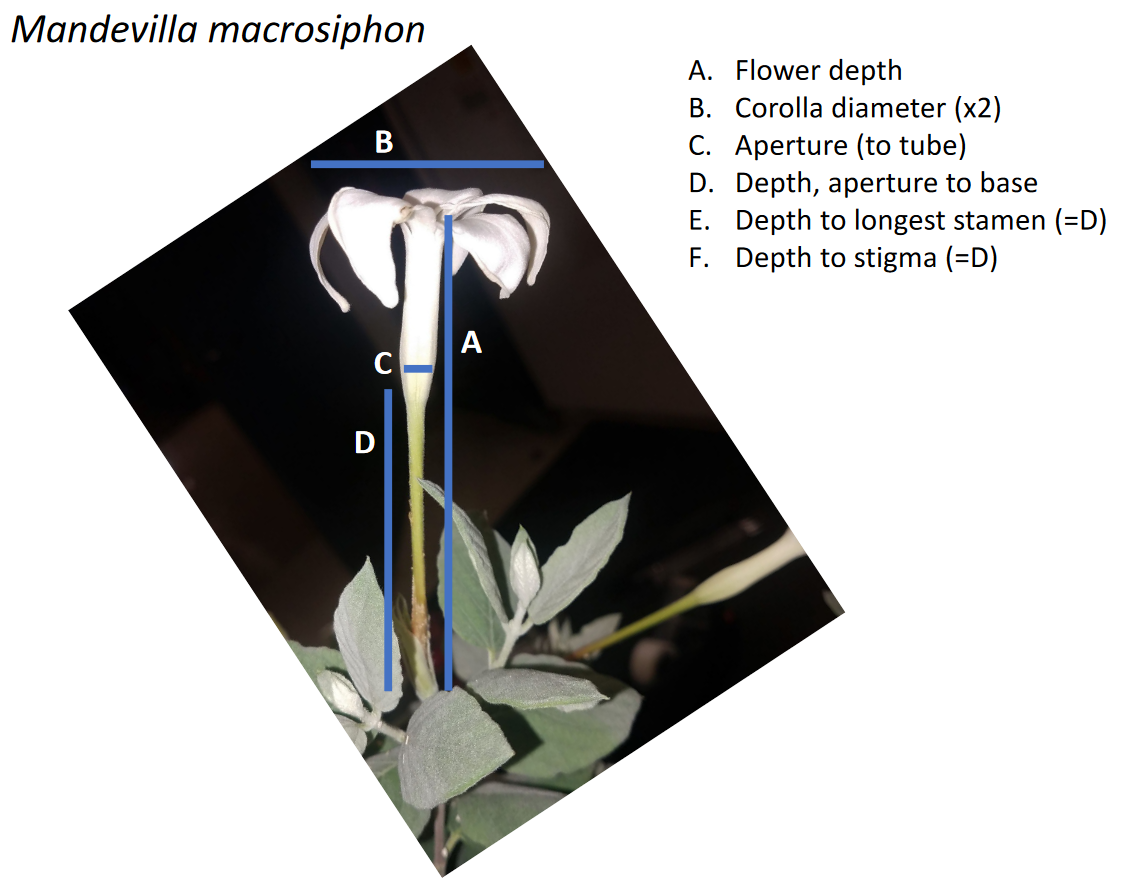 Mandevilla macrosiphon
A. Flower depth
B. Corolla diameter (x2)
C. Aperture (to tube)
D. Depth, aperture to base
E. Depth to longest stamen (=D)
F. Depth to stigma (=D)
B
A
C
D